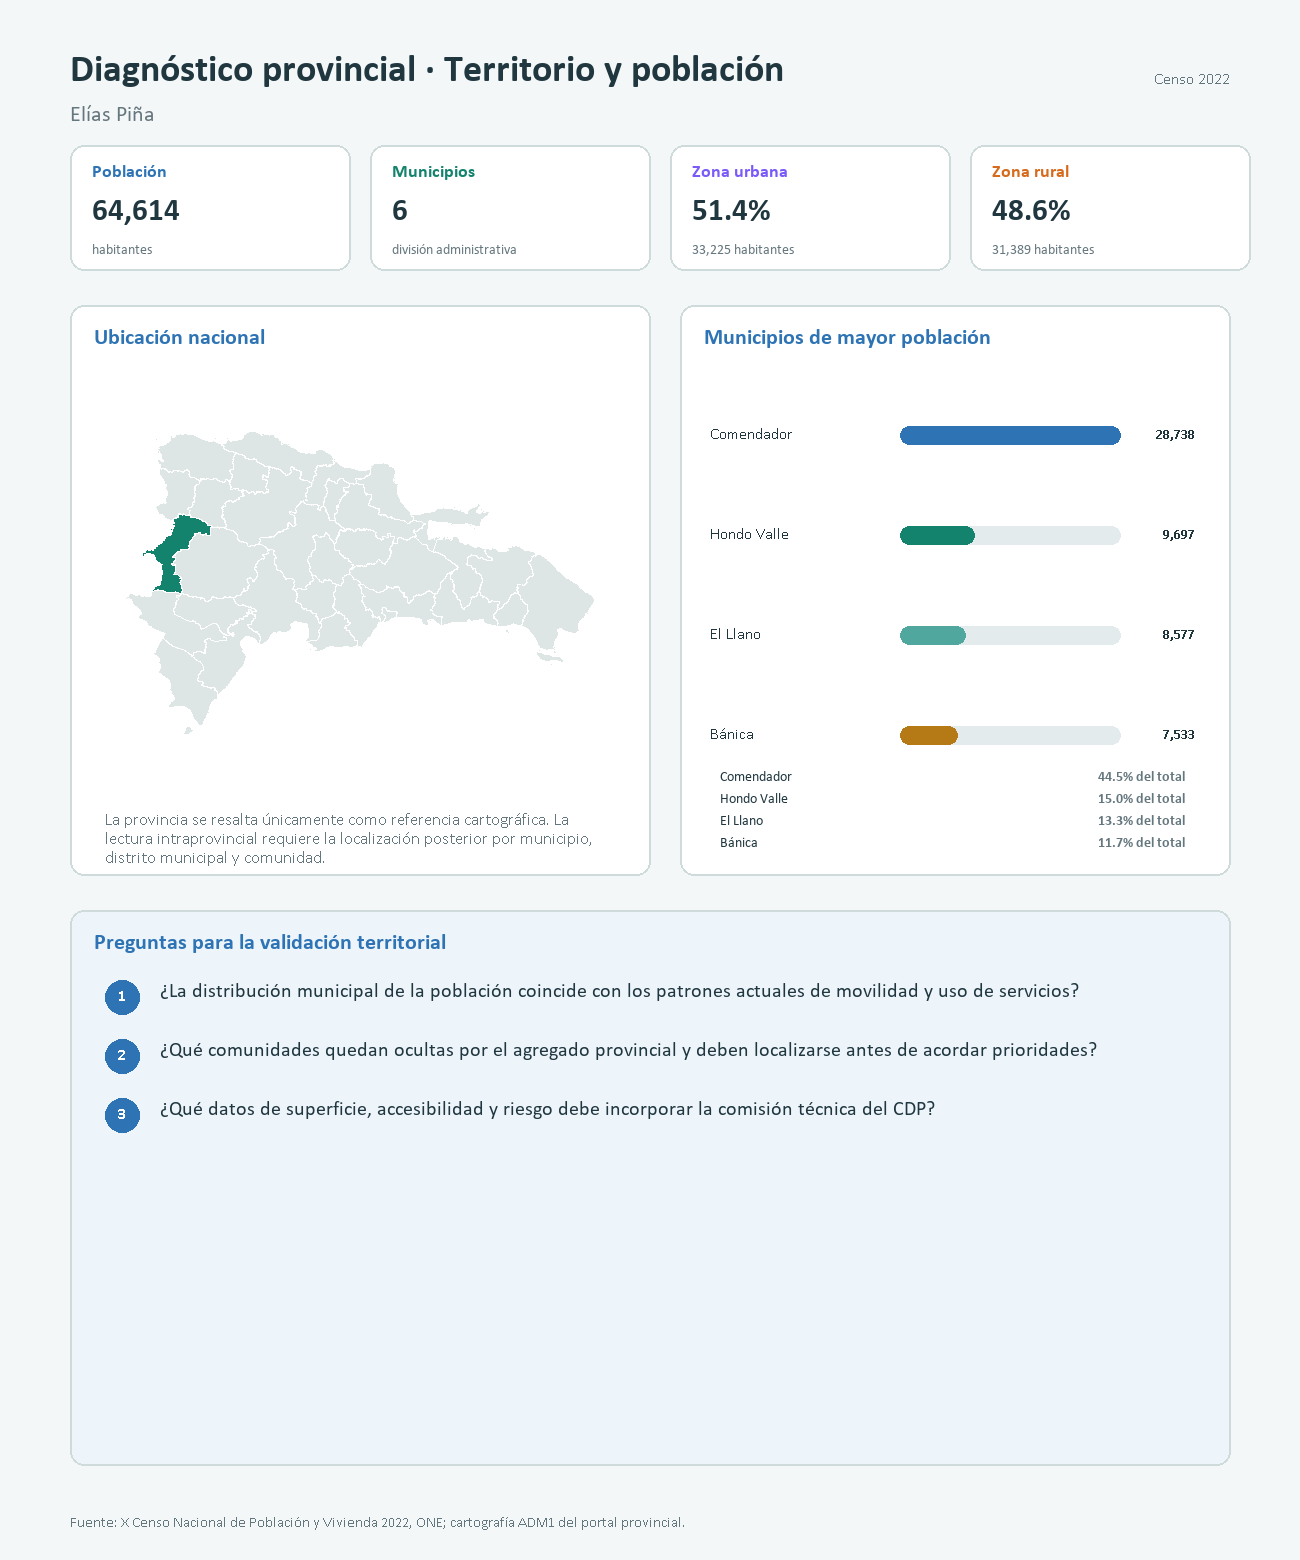 Diagnóstico provincial · Territorio y población
Censo 2022
Elías Piña
Población
64,614
habitantes
Municipios
6
división administrativa
Zona urbana
51.4%
33,225 habitantes
Zona rural
48.6%
31,389 habitantes
Ubicación nacional
La provincia se resalta únicamente como referencia cartográfica. La
lectura intraprovincial requiere la localización posterior por municipio,
distrito municipal y comunidad.
Municipios de mayor población
Comendador 28,738
Hondo Valle 9,697
El Llano 8,577
Bánica 7,533
Comendador 44.5% del total
Hondo Valle 15.0% del total
El Llano 13.3% del total
Bánica 11.7% del total
Preguntas para la validación territorial
1 ¿La distribución municipal de la población coincide con los patrones actuales de movilidad y uso de servicios?
2 ¿Qué comunidades quedan ocultas por el agregado provincial y deben localizarse antes de acordar prioridades?
3 ¿Qué datos de superficie, accesibilidad y riesgo debe incorporar la comisión técnica del CDP?
Fuente: X Censo Nacional de Población y Vivienda 2022, ONE; cartografía ADM1 del portal provincial.